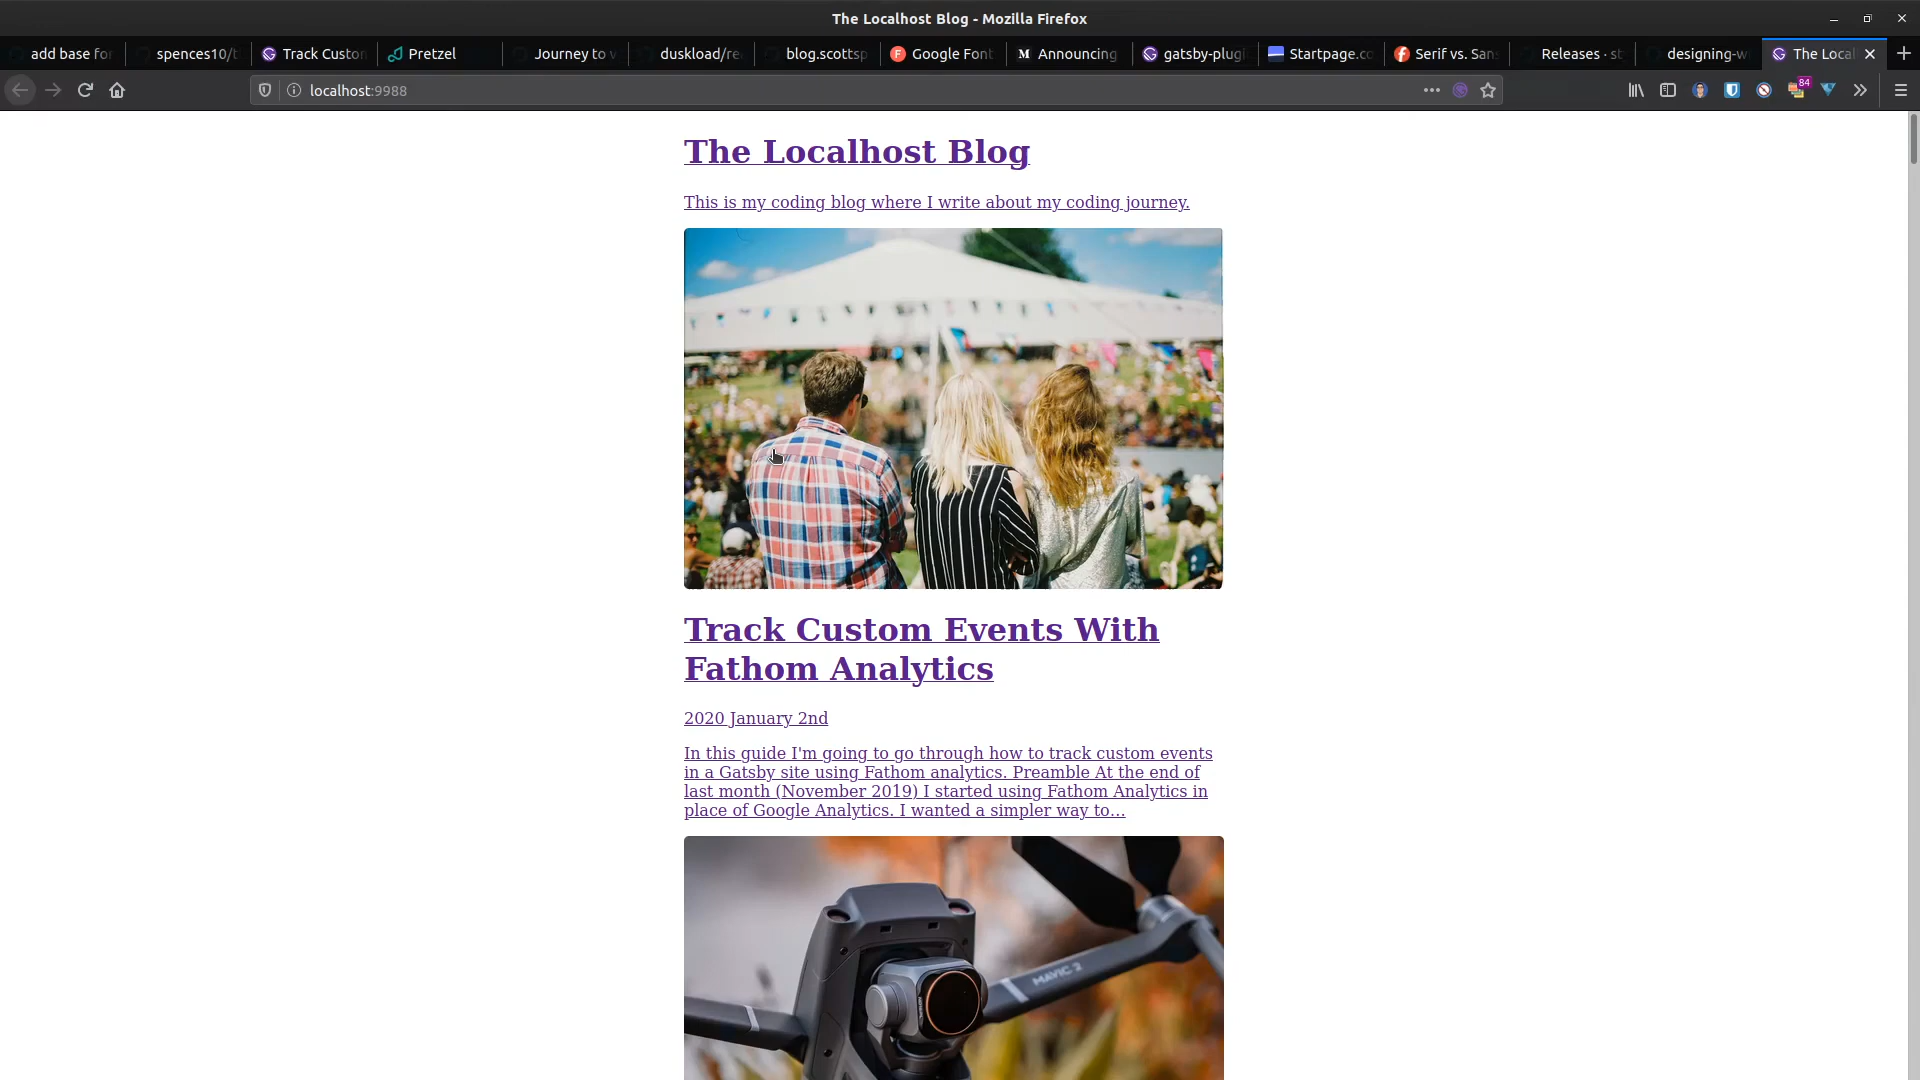 The Localhost Blog - Mozilla Firefox
add base for
spences10/t
Track Custom
Pretzel
Journey to v
duskload/re
blog.scottsp
Google Font
Announcing
gatsby-plugi
Startpage.co
Serif vs. San
Releases · st
designing-w
The Local
localhost:9988
84
The Localhost Blog
This is my coding blog where I write about my coding journey.
Track Custom Events With
Fathom Analytics
2020 January 2nd
In this guide I'm going to go through how to track custom events
in a Gatsby site using Fathom analytics. Preamble At the end of
last month (November 2019) I started using Fathom Analytics in
place of Google Analytics. I wanted a simpler way to…
MAVIC 2